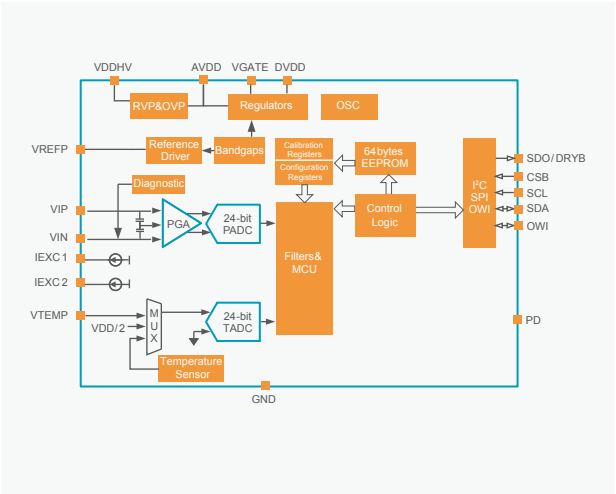 VDDHV
AVDD
VGATE
DVDD
RVP&OVP
Regulators
OSC
VREFP
Reference
Driver
Bandgaps
Calibration
Registers
Configuration
Registers
64bytes
EEPROM
I²C
SPI
OWI
SDO/DRYB
CSB
SCL
SDA
OWI
Diagnostic
VIP
VIN
PGA
24-bit
PADC
Control
Logic
Filters&
MCU
IEXC1
IEXC2
VTEMP
VDD/2
M
U
X
24-bit
TADC
Temperature
Sensor
PD
GND